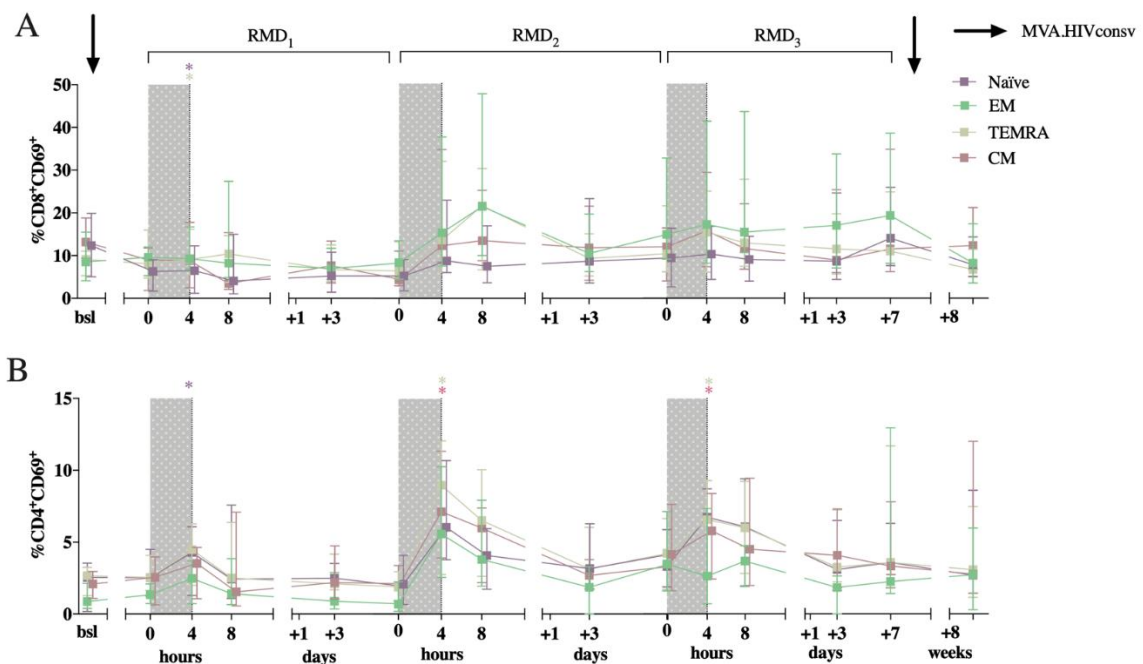 A
RMD1 RMD2 RMD3 MVA.HIVconsv
* *
Naïve
EM
TEMRA
CM
%CD8+CD69+
50
40
30
20
10
0
bsl 0 4 8 +1 +3 0 4 8 +1 +3 0 4 8 +1 +3 +7 +8
B
* * * * *
%CD4+CD69+
15
10
5
0
bsl 0 4 8 +1 +3 0 4 8 +1 +3 0 4 8 +1 +3 +7 +8
hours days hours days hours days weeks